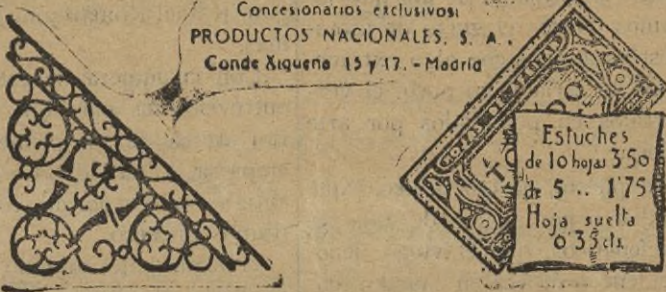 Concesionarios exclusivos:
PRODUCTOS NACIONALES, S. A.
Conde Xiquena 15 y 17. - Madrid
TOLEDO
Estuches
de 10 hojas 3'50
de 5 .. 1'75
Hoja suelta
0'35 cts.